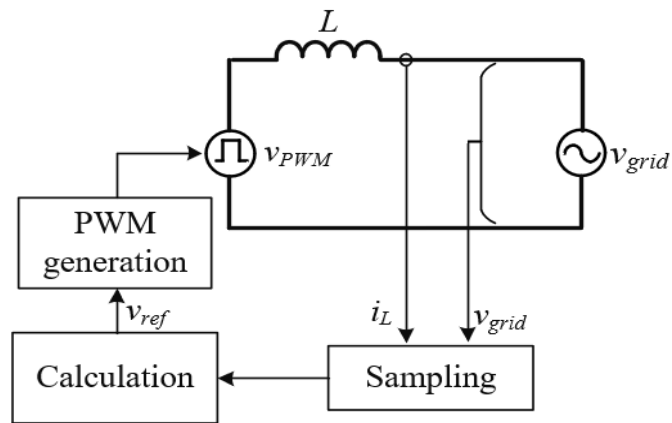 L
v_PWM
v_grid
PWM
generation
v_ref
i_L
v_grid
Calculation
Sampling